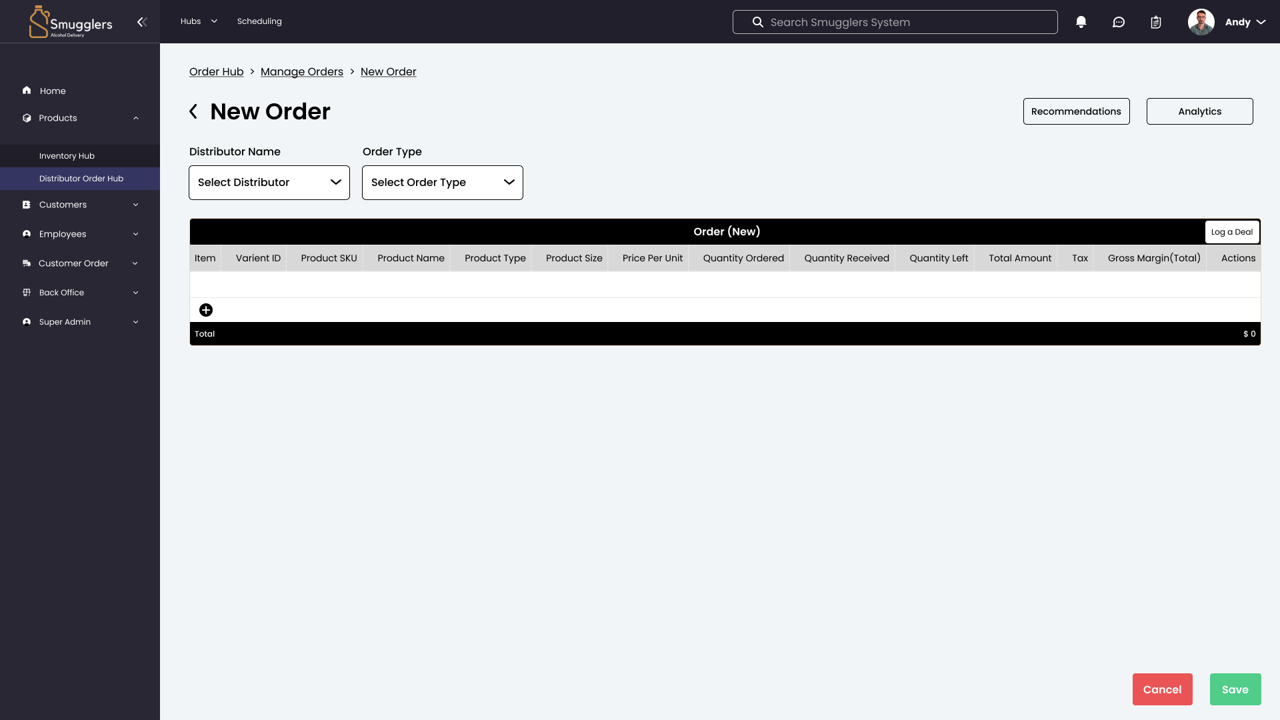 Smugglers
Alcohol Delivery
Hubs
Scheduling
Search Smugglers System
Andy
Home
Products
Inventory Hub
Distributor Order Hub
Customers
Employees
Customer Order
Back Office
Super Admin
Order Hub > Manage Orders > New Order
New Order
Recommendations
Analytics
Distributor Name
Order Type
Select Distributor
Select Order Type
Order (New)
Log a Deal
Item Varient ID Product SKU Product Name Product Type Product Size Price Per Unit Quantity Ordered Quantity Received Quantity Left Total Amount Tax Gross Margin(Total) Actions
Total $ 0
Cancel
Save